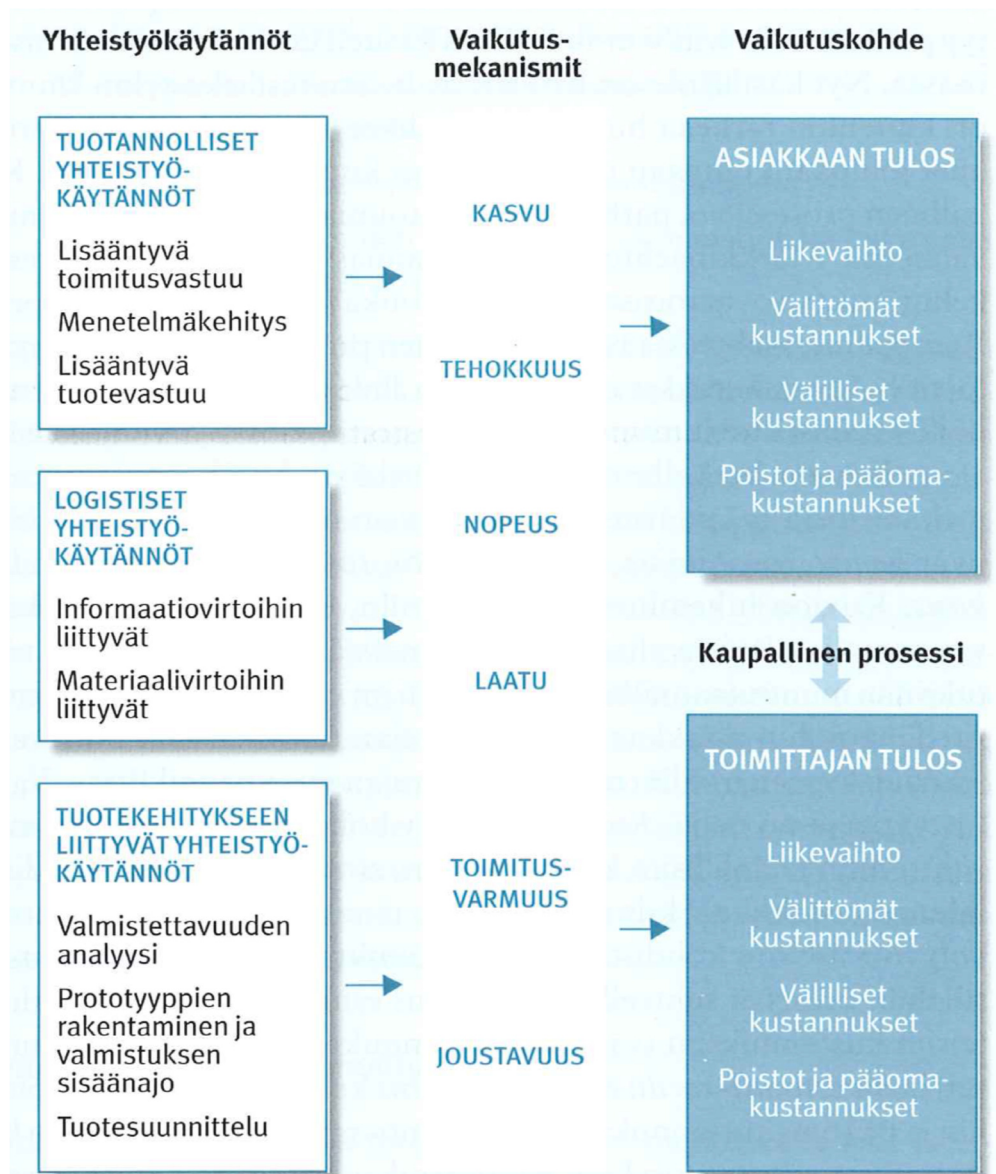 Yhteistyökäytännöt
Vaikutus-
mekanismit
Vaikutuskohde
TUOTANNOLLISET
YHTEISTYÖ-
KÄYTÄNNÖT
Lisääntyvä
toimitusvastuu
Menetelmäkehitys
Lisääntyvä
tuotevastuu
LOGISTISET
YHTEISTYÖ-
KÄYTÄNNÖT
Informaatiovirtoihin
liittyvät
Materiaalivirtoihin
liittyvät
TUOTEKEHITYKSEEN
LIITTYVÄT YHTEISTYÖ-
KÄYTÄNNÖT
Valmistettavuuden
analyysi
Prototyyppien
rakentaminen ja
valmistuksen
sisäänajo
Tuotesuunnittelu
KASVU
TEHOKKUUS
NOPEUS
LAATU
TOIMITUS-
VARMUUS
JOUSTAVUUS
ASIAKKAAN TULOS
Liikevaihto
Välittömät
kustannukset
Välilliset
kustannukset
Poistot ja pääoma-
kustannukset
Kaupallinen prosessi
TOIMITTAJAN TULOS
Liikevaihto
Välittömät
kustannukset
Välilliset
kustannukset
Poistot ja pääoma-
kustannukset